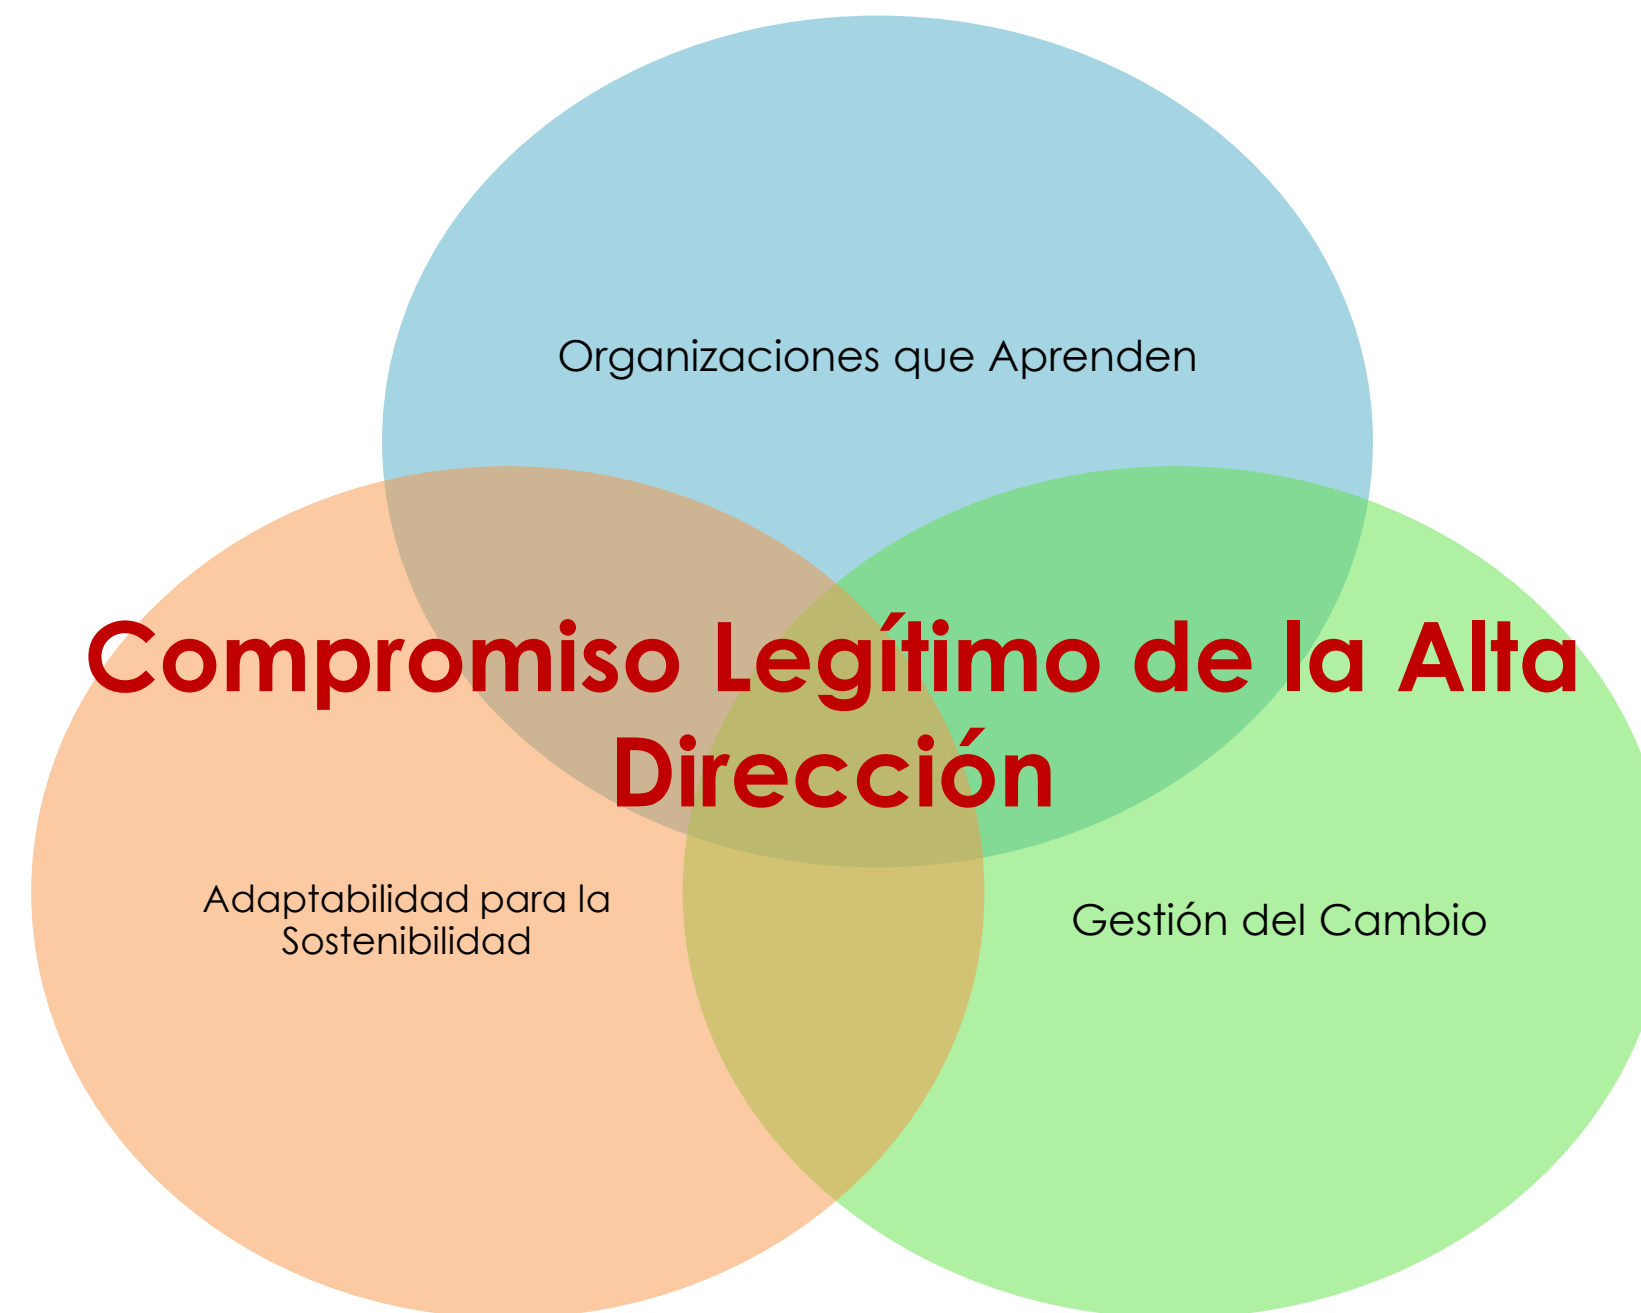 Organizaciones que Aprenden
Compromiso Legítimo de la Alta
Dirección
Adaptabilidad para la
Sostenibilidad
Gestión del Cambio